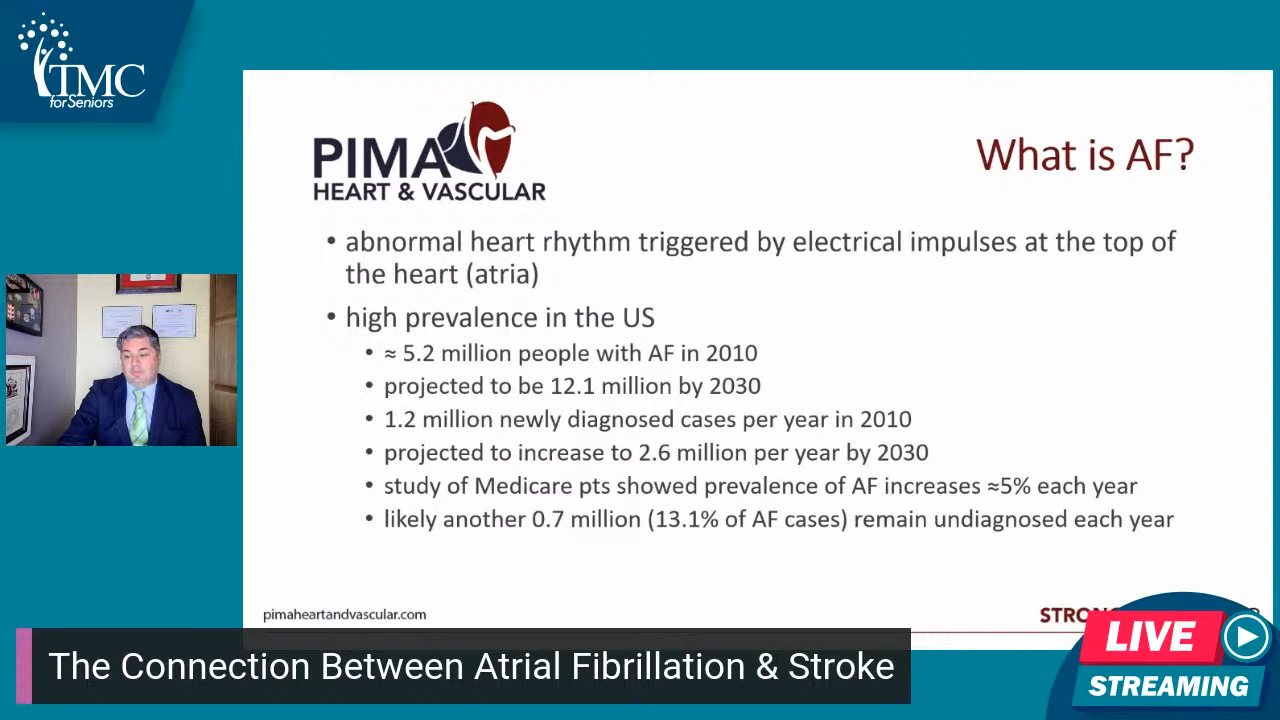 TMC
for Seniors
PIMA
HEART & VASCULAR
What is AF?
• abnormal heart rhythm triggered by electrical impulses at the top of
the heart (atria)
• high prevalence in the US
• ≈ 5.2 million people with AF in 2010
• projected to be 12.1 million by 2030
• 1.2 million newly diagnosed cases per year in 2010
• projected to increase to 2.6 million per year by 2030
• study of Medicare pts showed prevalence of AF increases ≈5% each year
• likely another 0.7 million (13.1% of AF cases) remain undiagnosed each year
pimaheartandvascular.com
The Connection Between Atrial Fibrillation & Stroke
LIVE
STREAMING